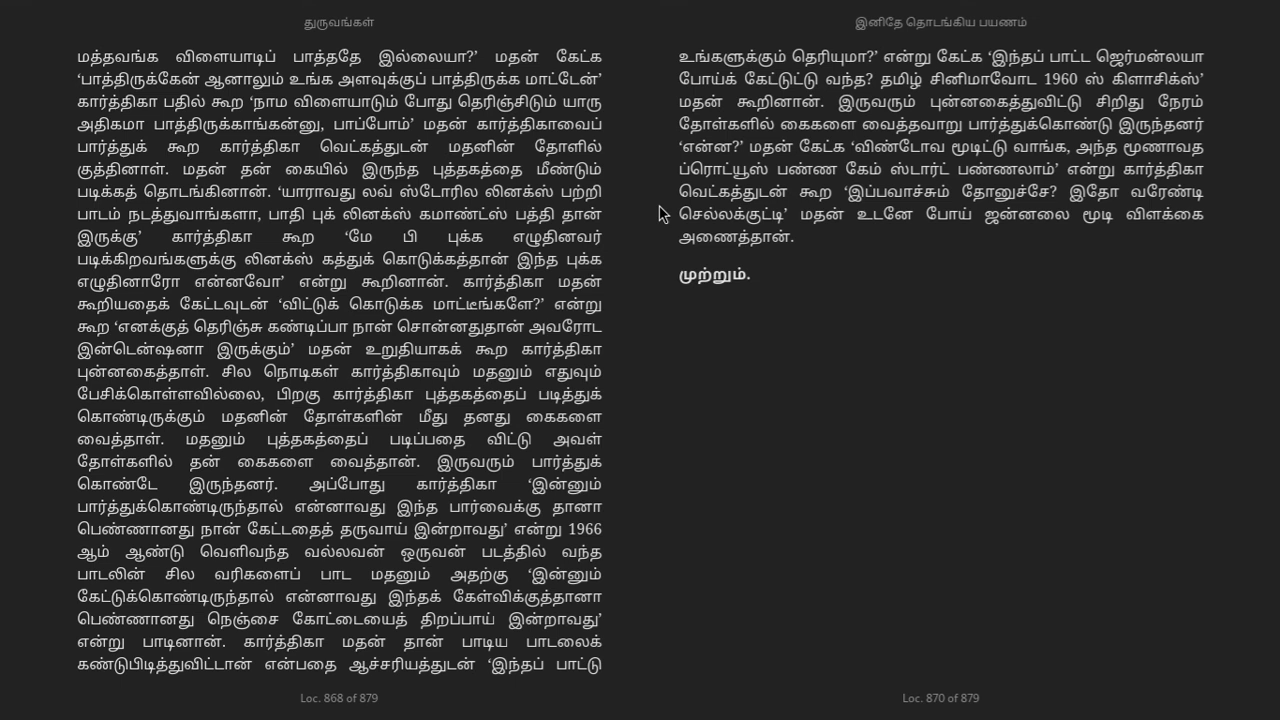 துருவங்கள்
மத்தவங்க விளையாடிப் பாத்ததே இல்லையா?’ மதன் கேட்க
‘பாத்திருக்கேன் ஆனாலும் உங்க அளவுக்குப் பாத்திருக்க மாட்டேன்’
கார்த்திகா பதில் கூற ‘நாம விளையாடும் போது தெரிஞ்சிடும் யாரு
அதிகமா பாத்திருக்காங்கன்னு, பாப்போம்’ மதன் கார்த்திகாவைப்
பார்த்துக் கூற கார்த்திகா வெட்கத்துடன் மதனின் தோளில்
குத்தினாள். மதன் தன் கையில் இருந்த புத்தகத்தை மீண்டும்
படிக்கத் தொடங்கினான். ‘யாராவது லவ் ஸ்டோரில லினக்ஸ் பற்றி
பாடம் நடத்துவாங்களா, பாதி புக் லினக்ஸ் கமாண்ட்ஸ் பத்தி தான்
இருக்கு’ கார்த்திகா கூற ‘மே பி புக்க எழுதினவர்
படிக்கிறவங்களுக்கு லினக்ஸ் கத்துக் கொடுக்கத்தான் இந்த புக்க
எழுதினாரோ என்னவோ’ என்று கூறினான். கார்த்திகா மதன்
கூறியதைக் கேட்டவுடன் ‘விட்டுக் கொடுக்க மாட்டீங்களே?’ என்று
கூற ‘எனக்குத் தெரிஞ்சு கண்டிப்பா நான் சொன்னதுதான் அவரோட
இன்டென்ஷனா இருக்கும்’ மதன் உறுதியாகக் கூற கார்த்திகா
புன்னகைத்தாள். சில நொடிகள் கார்த்திகாவும் மதனும் எதுவும்
பேசிக்கொள்ளவில்லை, பிறகு கார்த்திகா புத்தகத்தைப் படித்துக்
கொண்டிருக்கும் மதனின் தோள்களின் மீது தனது கைகளை
வைத்தாள். மதனும் புத்தகத்தைப் படிப்பதை விட்டு அவள்
தோள்களில் தன் கைகளை வைத்தான். இருவரும் பார்த்துக்
கொண்டே இருந்தனர். அப்போது கார்த்திகா ‘இன்னும்
பார்த்துக்கொண்டிருந்தால் என்னாவது இந்த பார்வைக்கு தானா
பெண்ணானது நான் கேட்டதைத் தருவாய் இன்றாவது’ என்று 1966
ஆம் ஆண்டு வெளிவந்த வல்லவன் ஒருவன் படத்தில் வந்த
பாடலின் சில வரிகளைப் பாட மதனும் அதற்கு ‘இன்னும்
கேட்டுக்கொண்டிருந்தால் என்னாவது இந்தக் கேள்விக்குத்தானா
பெண்ணானது நெஞ்சை கோட்டையைத் திறப்பாய் இன்றாவது’
என்று பாடினான். கார்த்திகா மதன் தான் பாடிய பாடலைக்
கண்டுபிடித்துவிட்டான் என்பதை ஆச்சரியத்துடன் ‘இந்தப் பாட்டு
Loc. 868 of 879
இனிதே தொடங்கிய பயணம்
உங்களுக்கும் தெரியுமா?’ என்று கேட்க ‘இந்தப் பாட்ட ஜெர்மன்லயா
போய்க் கேட்டுட்டு வந்த? தமிழ் சினிமாவோட 1960 ஸ் கிளாசிக்ஸ்’
மதன் கூறினான். இருவரும் புன்னகைத்துவிட்டு சிறிது நேரம்
தோள்களில் கைகளை வைத்தவாறு பார்த்துக்கொண்டு இருந்தனர்
‘என்ன?’ மதன் கேட்க ‘விண்டோவ மூடிட்டு வாங்க, அந்த மூணாவத
ப்ரொட்யூஸ் பண்ண கேம் ஸ்டார்ட் பண்ணலாம்’ என்று கார்த்திகா
வெட்கத்துடன் கூற ‘இப்பவாச்சும் தோனுச்சே? இதோ வரேண்டி
செல்லக்குட்டி’ மதன் உடனே போய் ஜன்னலை மூடி விளக்கை
அணைத்தான்.
முற்றும்.
Loc. 870 of 879